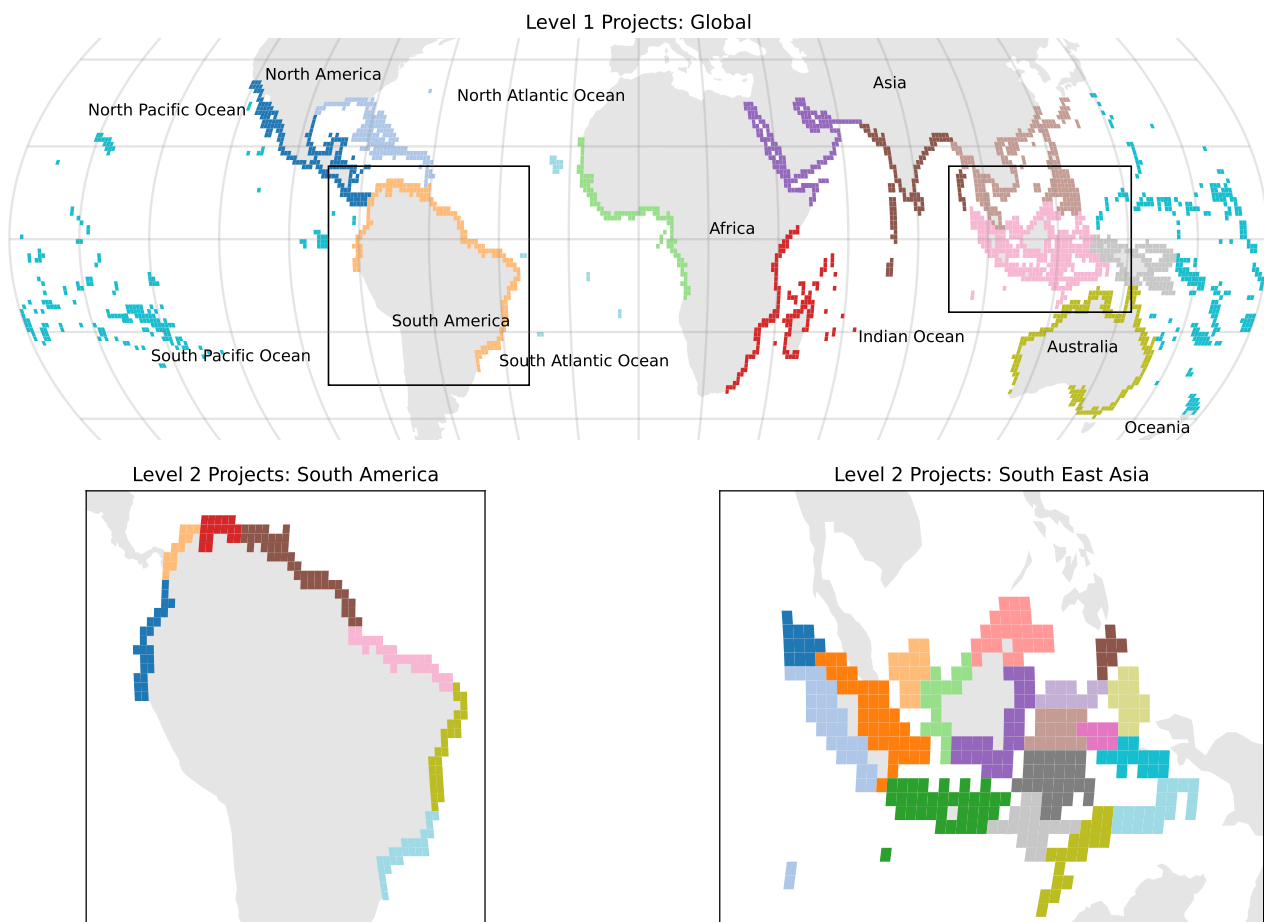 Level 1 Projects: Global
North America
Asia
North Pacific Ocean
North Atlantic Ocean
Africa
South America
Indian Ocean
Australia
South Pacific Ocean
South Atlantic Ocean
Oceania
Level 2 Projects: South America
Level 2 Projects: South East Asia